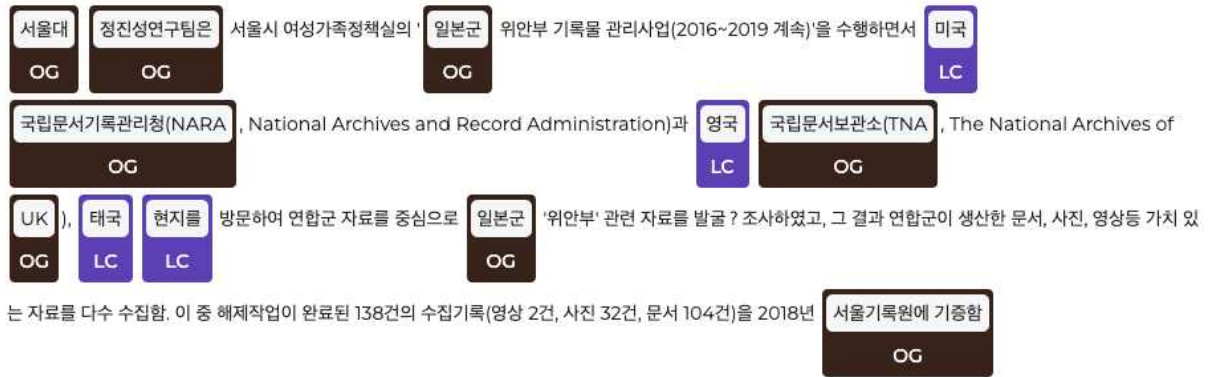 서울대 정진성연구팀은 서울시 여성가족정책실의 ' 일본군 위안부 기록물 관리사업(2016~2019 계속)'을 수행하면서 미국
OG OG OG LC
국립문서기록관리청(NARA , National Archives and Record Administration)과 영국 국립문서보관소(TNA , The National Archives of
OG LC OG
UK ), 태국 현지를 방문하여 연합군 자료를 중심으로 일본군 '위안부' 관련 자료를 발굴 ? 조사하였고, 그 결과 연합군이 생산한 문서, 사진, 영상등 가치 있
OG LC LC OG
는 자료를 다수 수집함. 이 중 해제작업이 완료된 138건의 수집기록(영상 2건, 사진 32건, 문서 104건)을 2018년 서울기록원에 기증함
OG